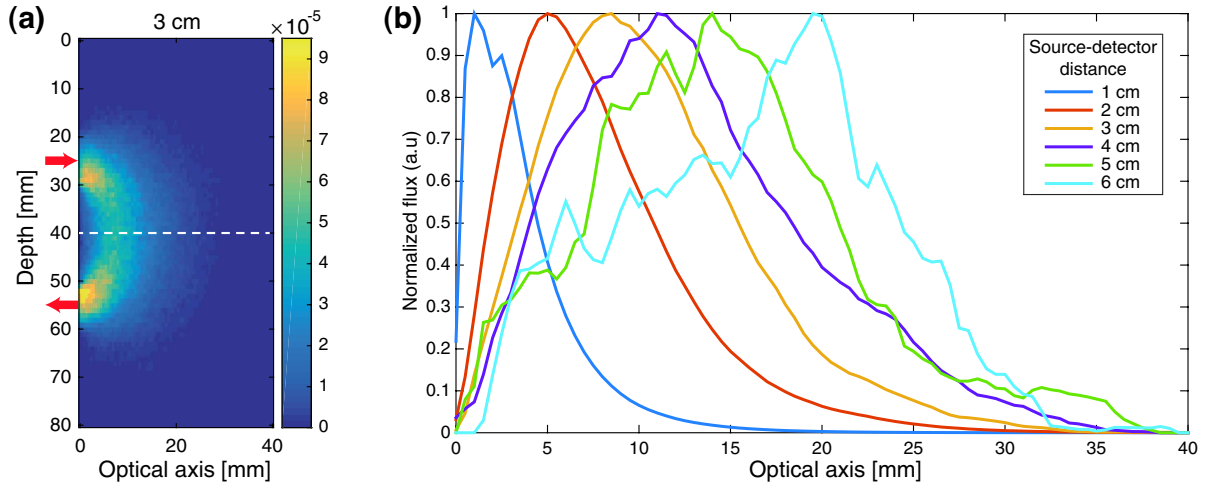 (a)
3 cm
×10⁻⁵
0
10
20
30
40
50
60
70
80
Depth [mm]
0
20
40
Optical axis [mm]
9
8
7
6
5
4
3
2
1
0
(b)
1
0.9
0.8
0.7
0.6
0.5
0.4
0.3
0.2
0.1
0
Normalized flux (a.u)
0
5
10
15
20
25
30
35
40
Optical axis [mm]
Source-detector
distance
1 cm
2 cm
3 cm
4 cm
5 cm
6 cm